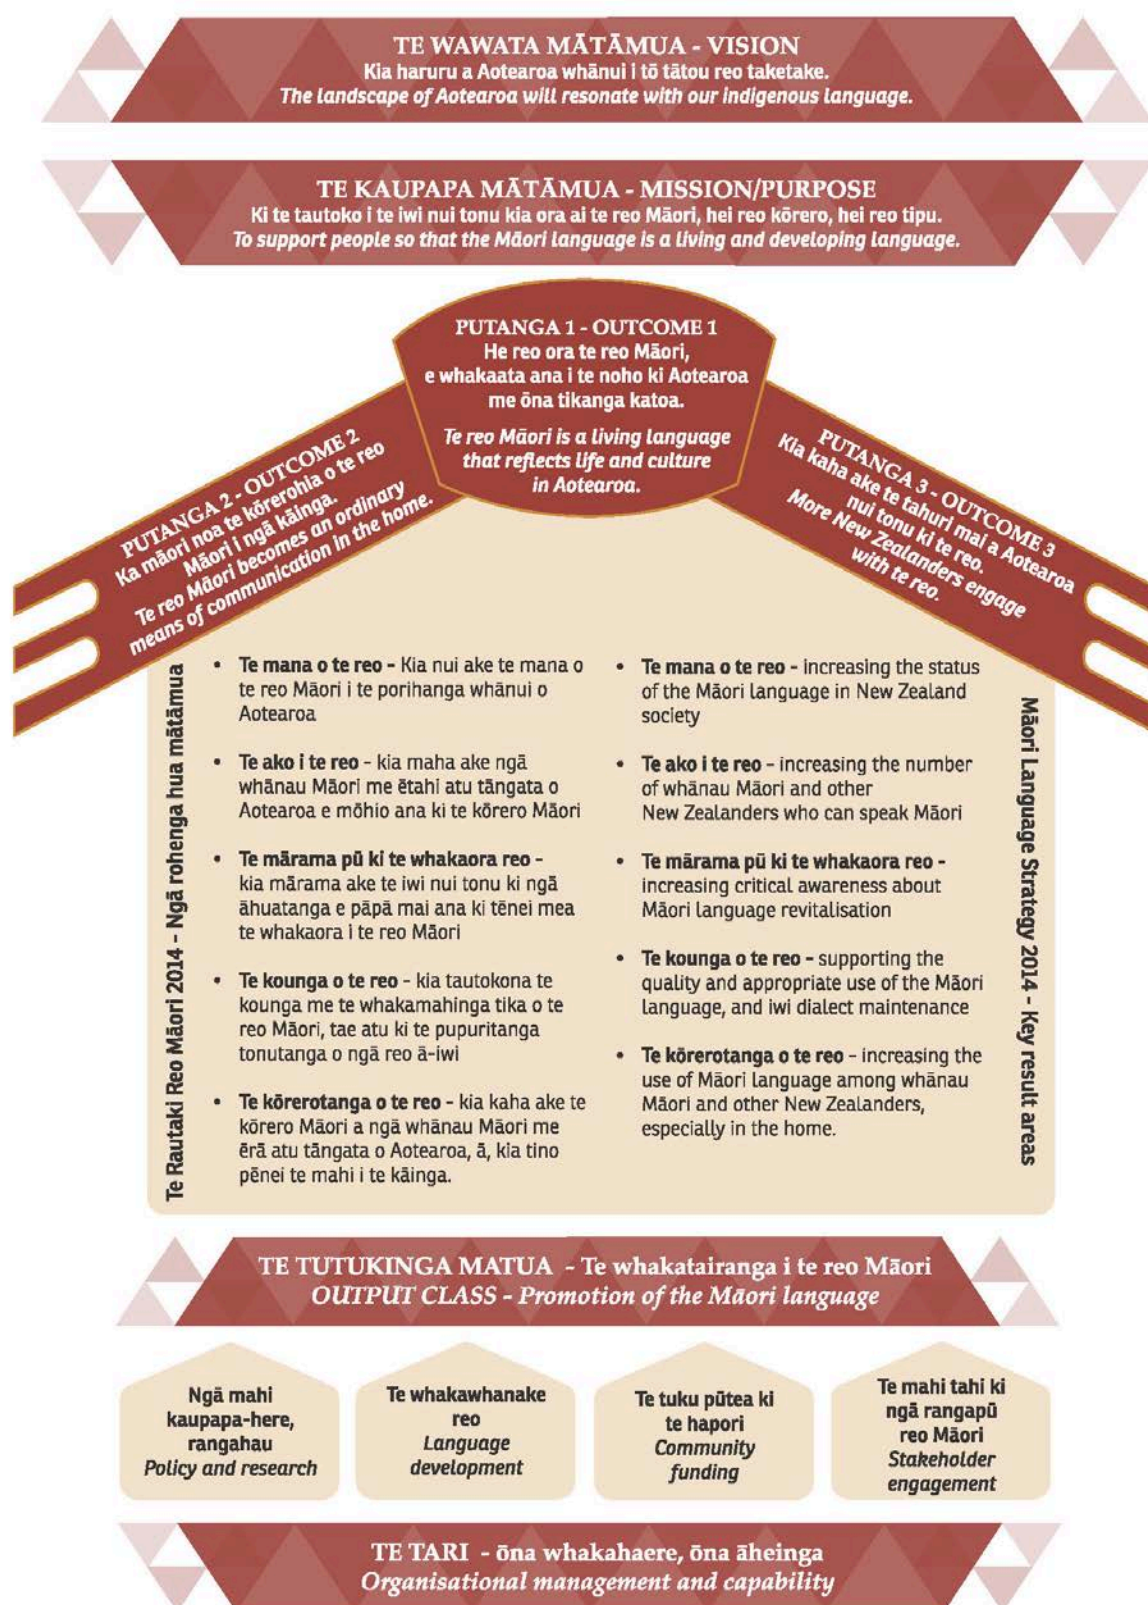 TE WAWATA MĀTĀMUA - VISION
Kia haruru a Aotearoa whānui i tō tātou reo taketake.
The landscape of Aotearoa will resonate with our indigenous language.
TE KAUPAPA MĀTĀMUA - MISSION/PURPOSE
Ki te tautoko i te iwi nui tonu kia ora ai te reo Māori, hei reo kōrero, hei reo tipu.
To support people so that the Māori language is a living and developing language.
PUTANGA 1 - OUTCOME 1
He reo ora te reo Māori,
e whakaata ana i te noho ki Aotearoa
me ōna tikanga katoa.
Te reo Māori is a living language
that reflects life and culture
in Aotearoa.
PUTANGA 2 - OUTCOME 2
Ka māori noa te kōrerohia o te reo
Māori i ngā kāinga.
Te reo Māori becomes an ordinary
means of communication in the home.
PUTANGA 3 - OUTCOME 3
Kia kaha ake te tahuri mai a Aotearoa
nui tonu ki te reo.
More New Zealanders engage
with te reo.
Te Rautaki Reo Māori 2014 - Ngā rohenga hua mātāmua
• Te mana o te reo - Kia nui ake te mana o
te reo Māori i te porihanga whānui o
Aotearoa
• Te ako i te reo - kia maha ake ngā
whānau Māori me ētahi atu tāngata o
Aotearoa e mōhio ana ki te kōrero Māori
• Te mārama pū ki te whakaora reo -
kia mārama ake te iwi nui tonu ki ngā
āhuatanga e pāpā mai ana ki tēnei mea
te whakaora i te reo Māori
• Te kounga o te reo - kia tautokona te
kounga me te whakamahinga tika o te
reo Māori, tae atu ki te pupuritanga
tonutanga o ngā reo ā-iwi
• Te kōrerotanga o te reo - kia kaha ake te
kōrero Māori a ngā whānau Māori me
ērā atu tāngata o Aotearoa, ā, kia tino
pēnei te mahi i te kāinga.
• Te mana o te reo - increasing the status
of the Māori language in New Zealand
society
• Te ako i te reo - increasing the number
of whānau Māori and other
New Zealanders who can speak Māori
• Te mārama pū ki te whakaora reo -
increasing critical awareness about
Māori language revitalisation
• Te kounga o te reo - supporting the
quality and appropriate use of the Māori
language, and iwi dialect maintenance
• Te kōrerotanga o te reo - increasing the
use of Māori language among whānau
Māori and other New Zealanders,
especially in the home.
Māori Language Strategy 2014 - Key result areas
TE TUTUKINGA MATUA - Te whakatairanga i te reo Māori
OUTPUT CLASS - Promotion of the Māori language
Ngā mahi
kaupapa-here,
rangahau
Policy and research
Te whakawhanake
reo
Language
development
Te tuku pūtea ki
te hapori
Community
funding
Te mahi tahi ki
ngā rangapū
reo Māori
Stakeholder
engagement
TE TARI - ōna whakahaere, ōna āheinga
Organisational management and capability